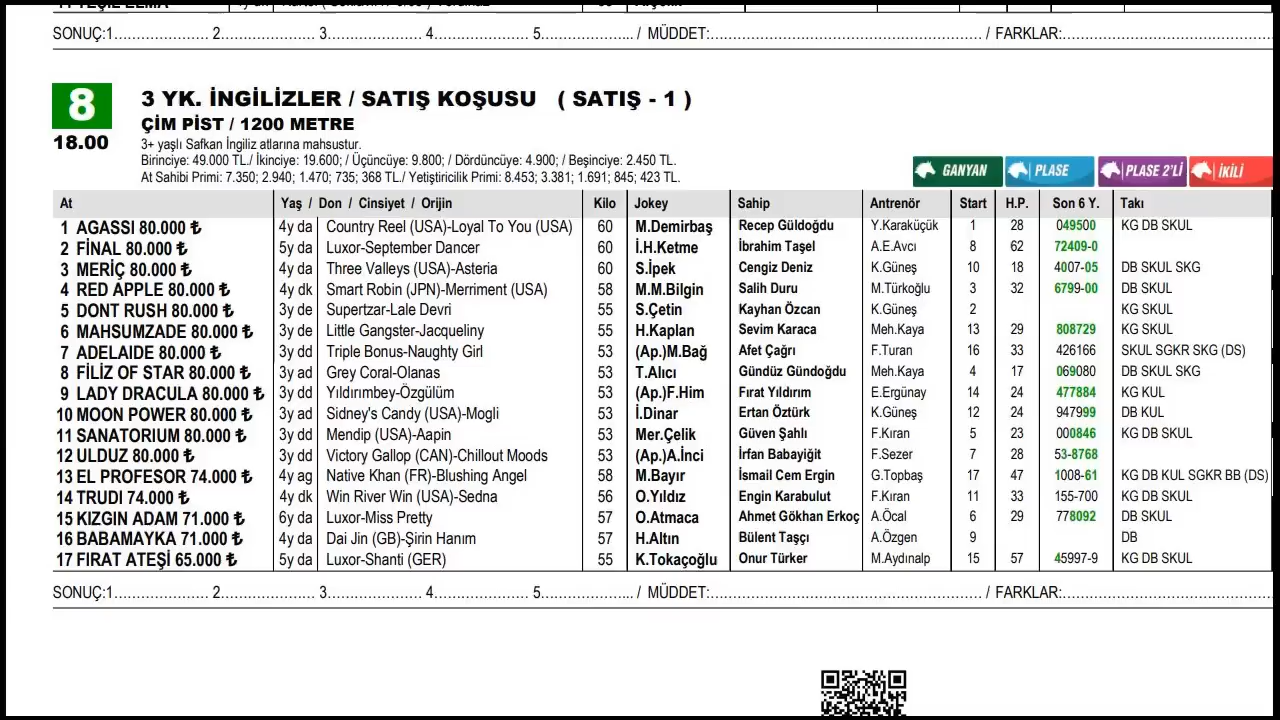 SONUÇ:1...................... 2...................... 3...................... 4...................... 5................... / MÜDDET:...................................................... / FARKLAR:..........................................
8 3 YK. İNGİLİZLER / SATIŞ KOŞUSU ( SATIŞ - 1 )
18.00 ÇİM PİST / 1200 METRE
3+ yaşlı Safkan İngiliz atlarına mahsustur.
Birinciye: 49.000 TL./ İkinciye: 19.600; / Üçüncüye: 9.800; / Dördüncüye: 4.900; / Beşinciye: 2.450 TL.
At Sahibi Primi: 7.330; 2.940; 1.470; 735; 368 TL./ Yetiştiricilik Primi: 8.453; 3.381; 1.691; 845; 423 TL.
GANYAN PLASE PLASE 2'Lİ İKİLİ
At Yaş / Don / Cinsiyet / Orijin Kilo Jokey Sahip Antrenör Start H.P. Son 6 Y. Takı
1 AGASSI 80.000 ₺ 4y da Country Reel (USA)-Loyal To You (USA) 60 M.Demirbaş Recep Güldoğdu Y.Karaküçük 1 28 049500 KG DB SKUL
2 FİNAL 80.000 ₺ 5y da Luxor-September Dancer 60 İ.H.Ketme İbrahim Taşel A.E.Avcı 8 62 72409-0
3 MERİÇ 80.000 ₺ 4y da Three Valleys (USA)-Asteria 60 S.İpek Cengiz Deniz K.Güneş 10 18 4007-05 DB SKUL SKG
4 RED APPLE 80.000 ₺ 4y dk Smart Robin (JPN)-Merriment (USA) 58 M.M.Bilgin Salih Duru M.Türkoğlu 3 32 6799-00 DB SKUL
5 DONT RUSH 80.000 ₺ 3y de Supertzar-Lale Devri 55 S.Çetin Kayhan Özcan K.Güneş 2 KG SKUL
6 MAHSUMZADE 80.000 ₺ 3y de Little Gangster-Jacqueliny 55 H.Kaplan Sevim Karaca Meh.Kaya 13 29 808729 KG SKUL
7 ADELAIDE 80.000 ₺ 3y dd Triple Bonus-Naughty Girl 53 (Ap.)M.Bağ Afet Çağrı F.Turan 16 33 426166 SKUL SGKR SKG (DS)
8 FİLİZ OF STAR 80.000 ₺ 3y ad Grey Coral-Olanas 53 T.Alıcı Gündüz Gündoğdu Meh.Kaya 4 17 069080 DB SKUL SKG
9 LADY DRACULA 80.000 ₺ 3y dd Yıldırımbey-Özgülüm 53 (Ap.)F.Him Fırat Yıldırım E.Ergünay 14 24 477884 KG KUL
10 MOON POWER 80.000 ₺ 3y ad Sidney's Candy (USA)-Mogli 53 İ.Dinar Ertan Öztürk K.Güneş 12 24 947999 DB KUL
11 SANATORIUM 80.000 ₺ 3y dd Mendip (USA)-Aapin 53 Mer.Çelik Güven Şahlı F.Kıran 5 23 000846 KG DB SKUL
12 ULDUZ 80.000 ₺ 3y dd Victory Gallop (CAN)-Chillout Moods 53 (Ap.)A.İnci İrfan Babayiğit F.Sezer 7 28 53-8768
13 EL PROFESOR 74.000 ₺ 4y ag Native Khan (FR)-Blushing Angel 58 M.Bayır İsmail Cem Ergin G.Topbaş 17 47 1008-61 KG DB KUL SGKR BB (DS)
14 TRUDI 74.000 ₺ 4y dk Win River Win (USA)-Sedna 56 O.Yıldız Engin Karabulut F.Kıran 11 33 155-700 KG DB SKUL
15 KIZGIN ADAM 71.000 ₺ 6y da Luxor-Miss Pretty 57 O.Atmaca Ahmet Gökhan Erkoç A.Öcal 6 29 778092 DB SKUL
16 BABAMAYKA 71.000 ₺ 4y da Dai Jin (GB)-Şirin Hanım 57 H.Altın Bülent Taşçı A.Özgen 9 DB
17 FIRAT ATEŞİ 65.000 ₺ 5y da Luxor-Shanti (GER) 55 K.Tokaçoğlu Onur Türker M.Aydınalp 15 57 45997-9 KG DB SKUL
SONUÇ:1...................... 2...................... 3...................... 4...................... 5................... / MÜDDET:...................................................... / FARKLAR:..........................................